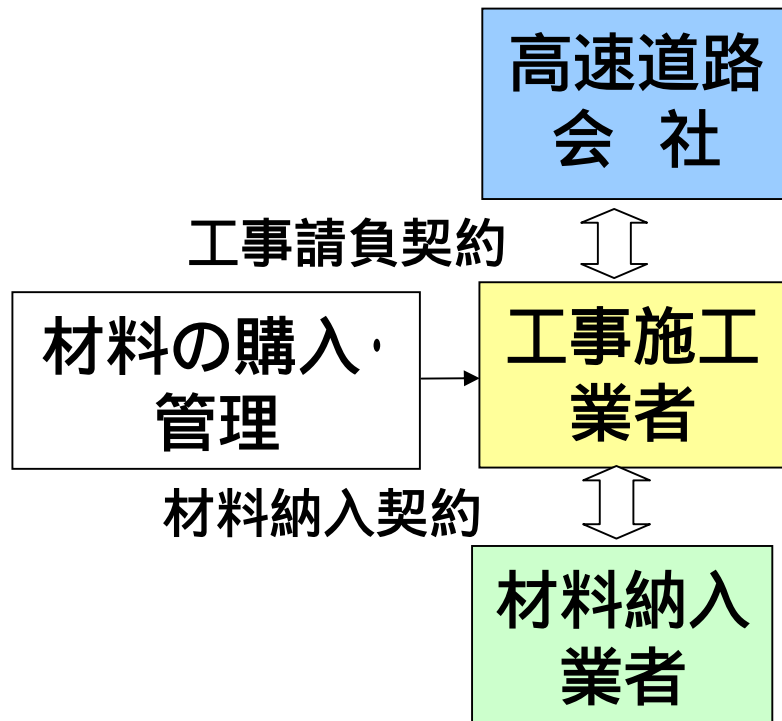 高速道路
会 社
工事請負契約
材料の購入・
管理
工事施工
業者
材料納入契約
材料納入
業者